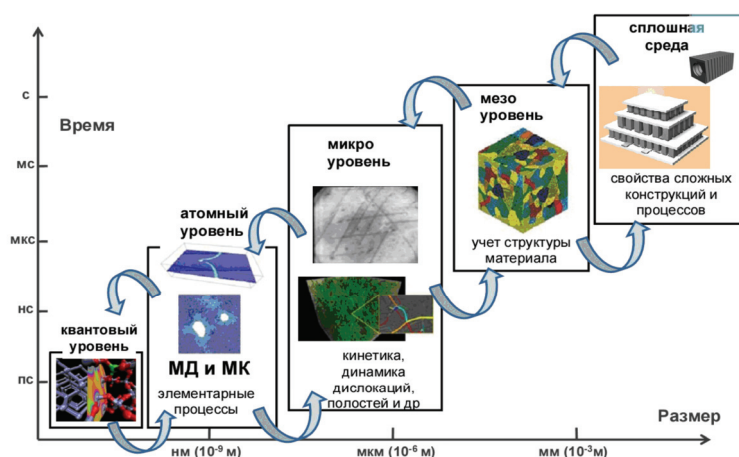 сплошная
среда
с
Время
мезо
уровень
микро
уровень
мс
свойства сложных
конструкций и
процессов
атомный
уровень
мкс
учет структуры
материала
нс
квантовый
уровень
МД и МК
кинетика,
динамика
дислокаций,
полостей и др
пс
элементарные
процессы
Размер
нм (10⁻⁹ м)
мкм (10⁻⁶ м)
мм (10⁻³м)